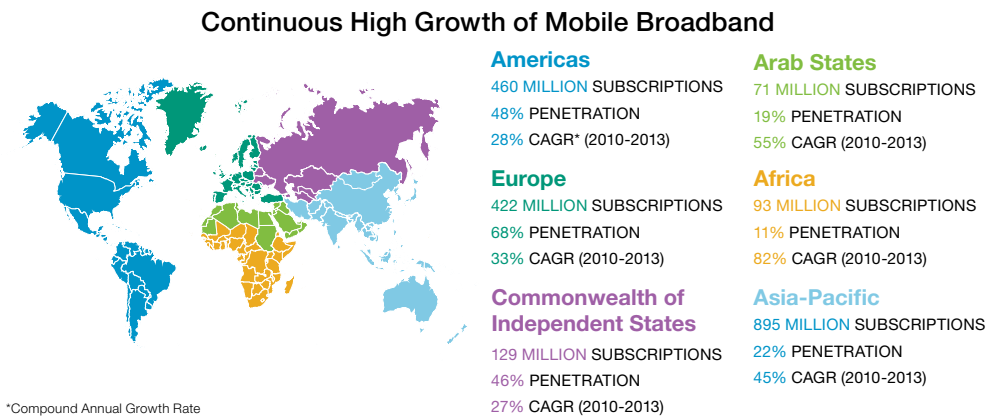 Continuous High Growth of Mobile Broadband
Americas
460 MILLION SUBSCRIPTIONS
48% PENETRATION
28% CAGR* (2010-2013)
Europe
422 MILLION SUBSCRIPTIONS
68% PENETRATION
33% CAGR (2010-2013)
Commonwealth of
Independent States
129 MILLION SUBSCRIPTIONS
46% PENETRATION
27% CAGR (2010-2013)
Arab States
71 MILLION SUBSCRIPTIONS
19% PENETRATION
55% CAGR (2010-2013)
Africa
93 MILLION SUBSCRIPTIONS
11% PENETRATION
82% CAGR (2010-2013)
Asia-Pacific
895 MILLION SUBSCRIPTIONS
22% PENETRATION
45% CAGR (2010-2013)
*Compound Annual Growth Rate